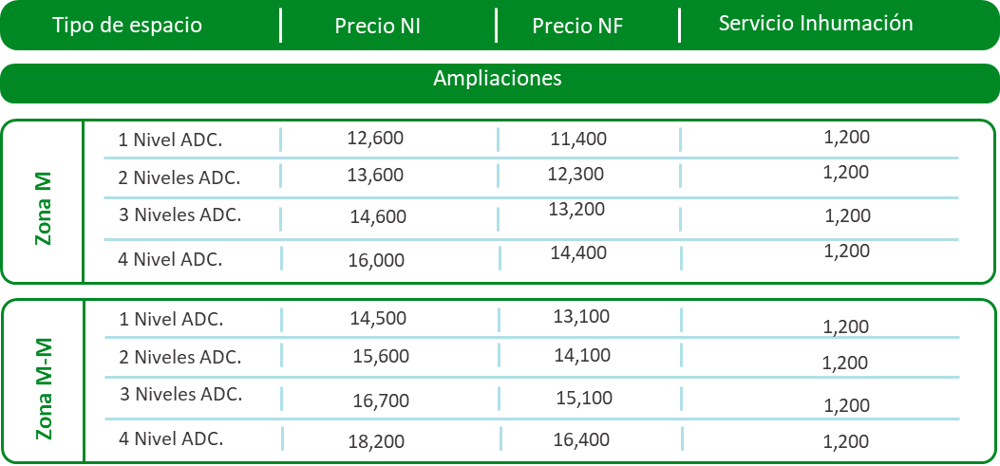 Tipo de espacio Precio NI Precio NF Servicio Inhumación
Ampliaciones
Zona M
1 Nivel ADC. 12,600 11,400 1,200
2 Niveles ADC. 13,600 12,300 1,200
3 Niveles ADC. 14,600 13,200 1,200
4 Nivel ADC. 16,000 14,400 1,200
Zona M-M
1 Nivel ADC. 14,500 13,100 1,200
2 Niveles ADC. 15,600 14,100 1,200
3 Niveles ADC. 16,700 15,100 1,200
4 Nivel ADC. 18,200 16,400 1,200